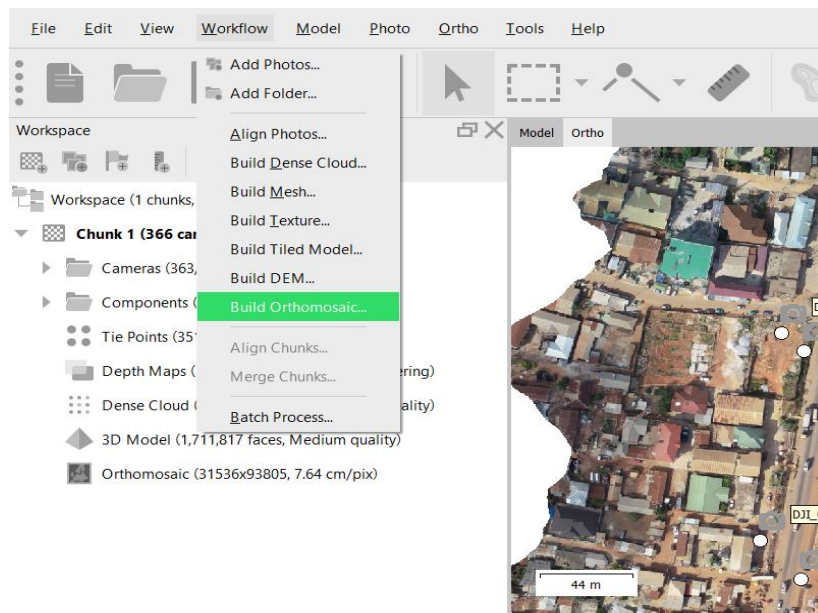 File Edit View Workflow Model Photo Ortho Tools Help
Add Photos...
Add Folder...
Workspace
Align Photos...
Model Ortho
Build Dense Cloud...
Build Mesh...
Workspace (1 chunks,
Build Texture...
Chunk 1 (366 car
Build Tiled Model...
Cameras (363,
Build DEM...
Components (
Build Orthomosaic...
Tie Points (351
Align Chunks...
Depth Maps ( ering)
Merge Chunks...
Dense Cloud ( ality)
Batch Process...
3D Model (1,711,817 faces, Medium quality)
Orthomosaic (31536x93805, 7.64 cm/pix)
DJI_
44 m